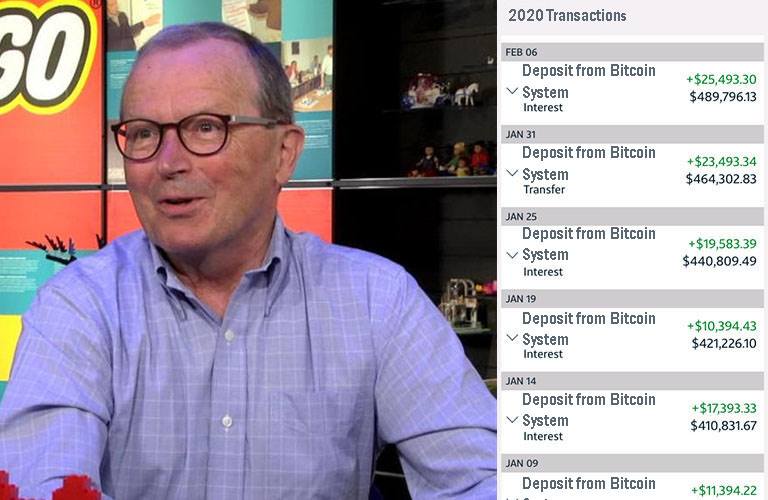 GO
®
2020 Transactions
FEB 06
Deposit from Bitcoin
System
Interest
+$25,493.30
$489,796.13
JAN 31
Deposit from Bitcoin
System
Transfer
+$23,493.34
$464,302.83
JAN 25
Deposit from Bitcoin
System
Interest
+$19,583.39
$440,809.49
JAN 19
Deposit from Bitcoin
System
Interest
+$10,394.43
$421,226.10
JAN 14
Deposit from Bitcoin
System
Interest
+$17,393.33
$410,831.67
JAN 09
Deposit from Bitcoin
+$11,394.22